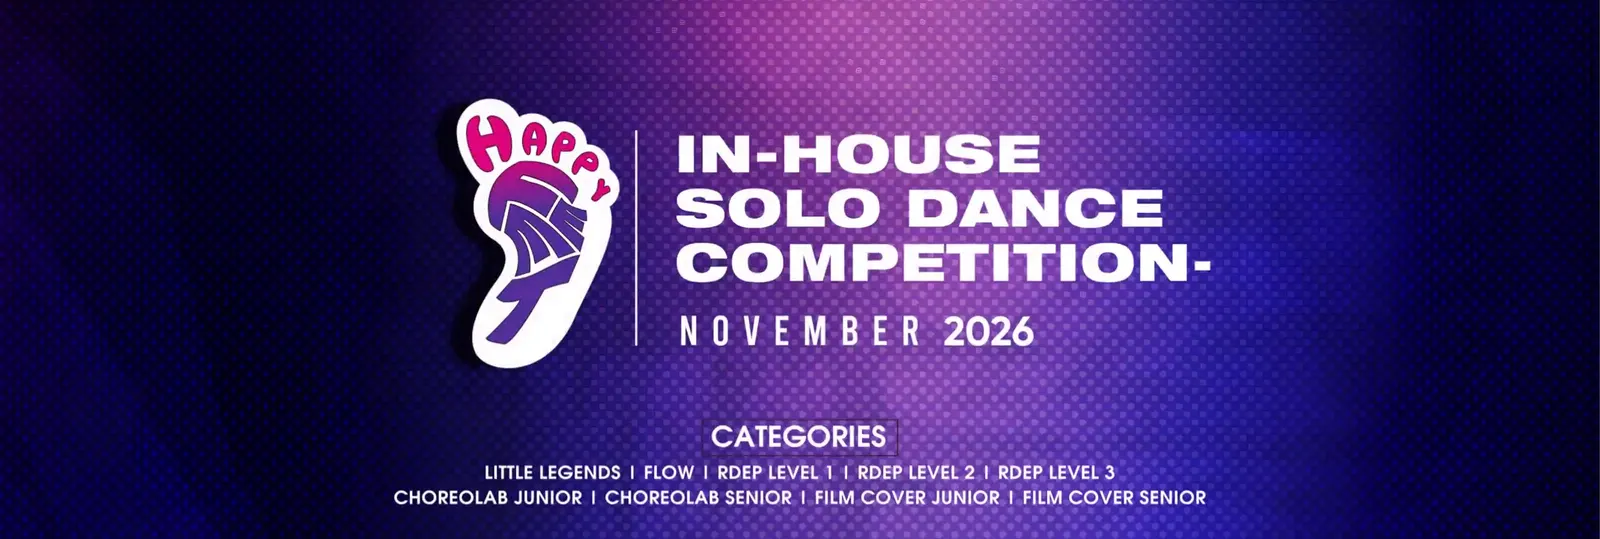 HAPPY
FEET
IN-HOUSE
SOLO DANCE
COMPETITION-
NOVEMBER 2026
CATEGORIES
LITTLE LEGENDS | FLOW | RDEP LEVEL 1 | RDEP LEVEL 2 | RDEP LEVEL 3
CHOREOLAB JUNIOR | CHOREOLAB SENIOR | FILM COVER JUNIOR | FILM COVER SENIOR